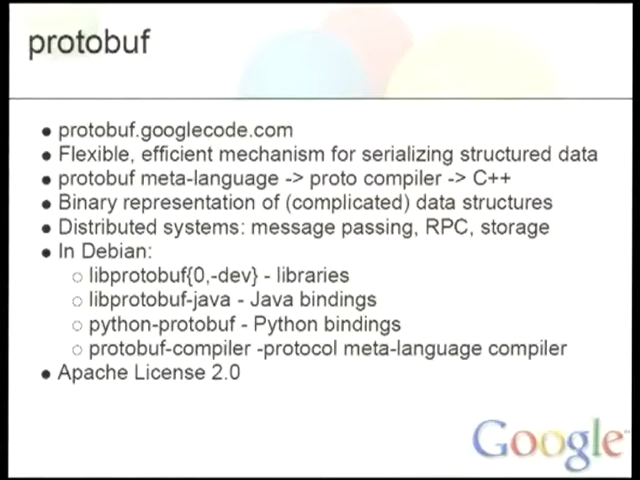 protobuf
● protobuf.googlecode.com
● Flexible, efficient mechanism for serializing structured data
● protobuf meta-language -> proto compiler -> C++
● Binary representation of (complicated) data structures
● Distributed systems: message passing, RPC, storage
● In Debian:
○ libprotobuf{0,-dev} - libraries
○ libprotobuf-java - Java bindings
○ python-protobuf - Python bindings
○ protobuf-compiler -protocol meta-language compiler
● Apache License 2.0
Google